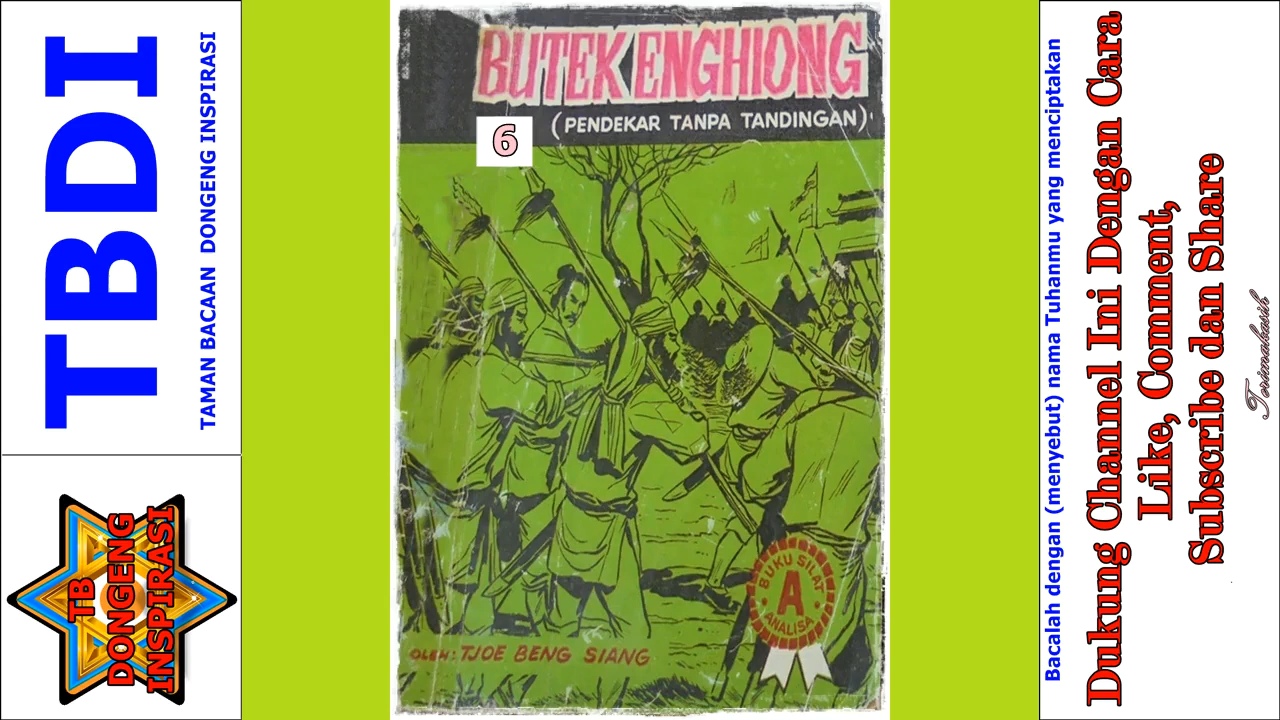 TBDI
TAMAN BACAAN DONGENG INSPIRASI
TB
DONGENG
INSPIRASI
BUTEK ENGHIONG
(PENDEKAR TANPA TANDINGAN)
6
BUKU SILAT
A
ANALISA
OLEH: TJOE BENG SIANG
Bacalah dengan (menyebut) nama Tuhanmu yang menciptakan
Dukung Channel Ini Dengan Cara
Like, Comment,
Subscribe dan Share
Terimakasih